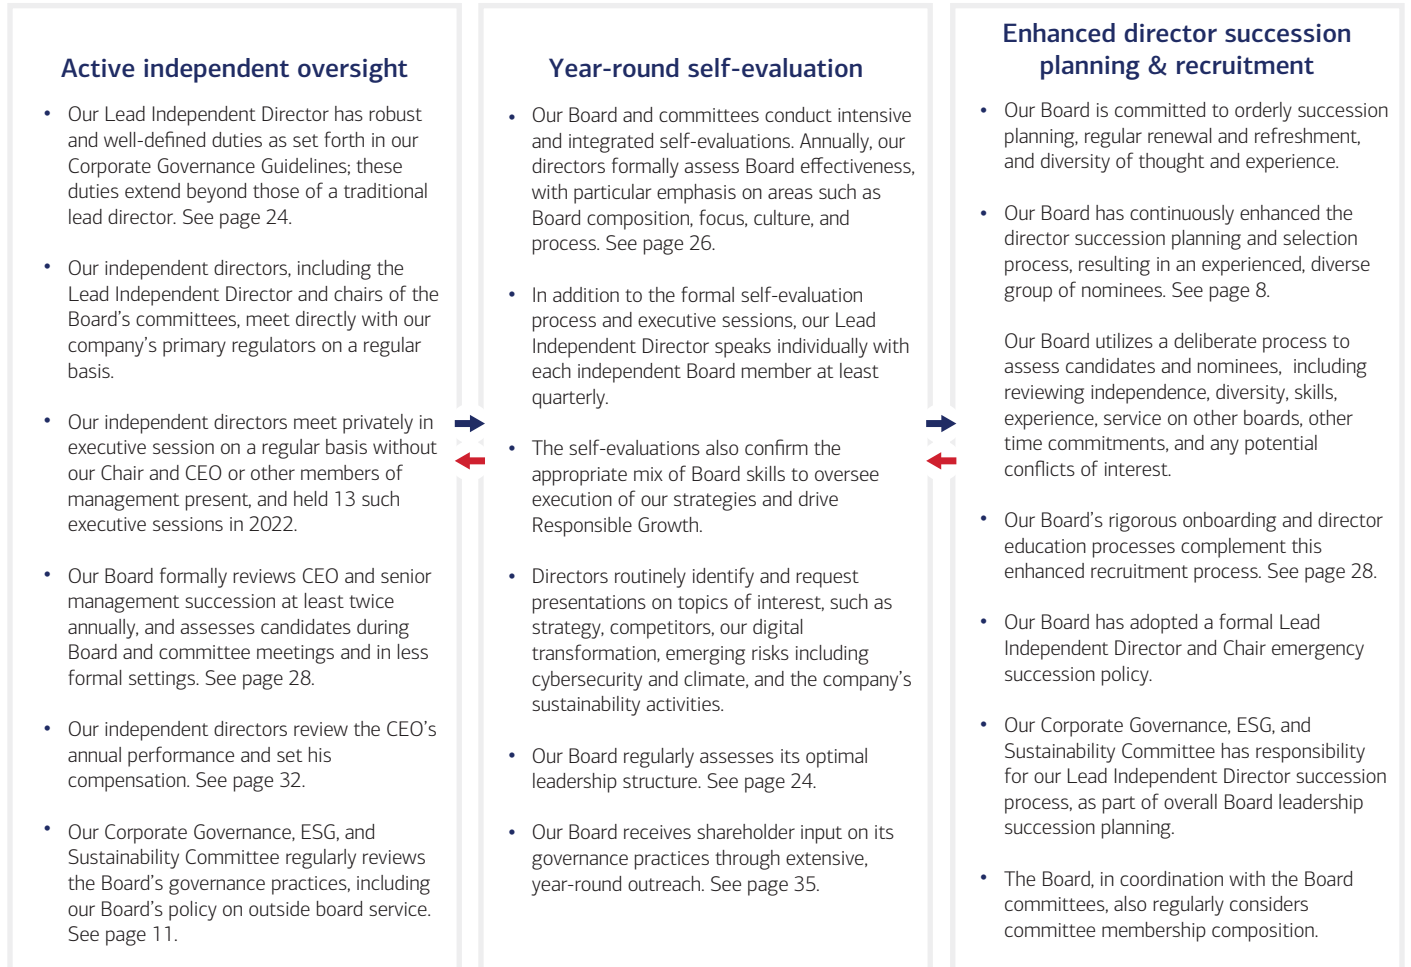 Active independent oversight
• Our Lead Independent Director has robust
and well-defined duties as set forth in our
Corporate Governance Guidelines; these
duties extend beyond those of a traditional
lead director. See page 24.
• Our independent directors, including the
Lead Independent Director and chairs of the
Board's committees, meet directly with our
company's primary regulators on a regular
basis.
• Our independent directors meet privately in
executive session on a regular basis without
our Chair and CEO or other members of
management present, and held 13 such
executive sessions in 2022.
• Our Board formally reviews CEO and senior
management succession at least twice
annually, and assesses candidates during
Board and committee meetings and in less
formal settings. See page 28.
• Our independent directors review the CEO's
annual performance and set his
compensation. See page 32.
• Our Corporate Governance, ESG, and
Sustainability Committee regularly reviews
the Board's governance practices, including
our Board's policy on outside board service.
See page 11.
Year-round self-evaluation
• Our Board and committees conduct intensive
and integrated self-evaluations. Annually, our
directors formally assess Board effectiveness,
with particular emphasis on areas such as
Board composition, focus, culture, and
process. See page 26.
• In addition to the formal self-evaluation
process and executive sessions, our Lead
Independent Director speaks individually with
each independent Board member at least
quarterly.
• The self-evaluations also confirm the
appropriate mix of Board skills to oversee
execution of our strategies and drive
Responsible Growth.
• Directors routinely identify and request
presentations on topics of interest, such as
strategy, competitors, our digital
transformation, emerging risks including
cybersecurity and climate, and the company's
sustainability activities.
• Our Board regularly assesses its optimal
leadership structure. See page 24.
• Our Board receives shareholder input on its
governance practices through extensive,
year-round outreach. See page 35.
Enhanced director succession
planning & recruitment
• Our Board is committed to orderly succession
planning, regular renewal and refreshment,
and diversity of thought and experience.
• Our Board has continuously enhanced the
director succession planning and selection
process, resulting in an experienced, diverse
group of nominees. See page 8.
Our Board utilizes a deliberate process to
assess candidates and nominees, including
reviewing independence, diversity, skills,
experience, service on other boards, other
time commitments, and any potential
conflicts of interest.
• Our Board's rigorous onboarding and director
education processes complement this
enhanced recruitment process. See page 28.
• Our Board has adopted a formal Lead
Independent Director and Chair emergency
succession policy.
• Our Corporate Governance, ESG, and
Sustainability Committee has responsibility
for our Lead Independent Director succession
process, as part of overall Board leadership
succession planning.
• The Board, in coordination with the Board
committees, also regularly considers
committee membership composition.